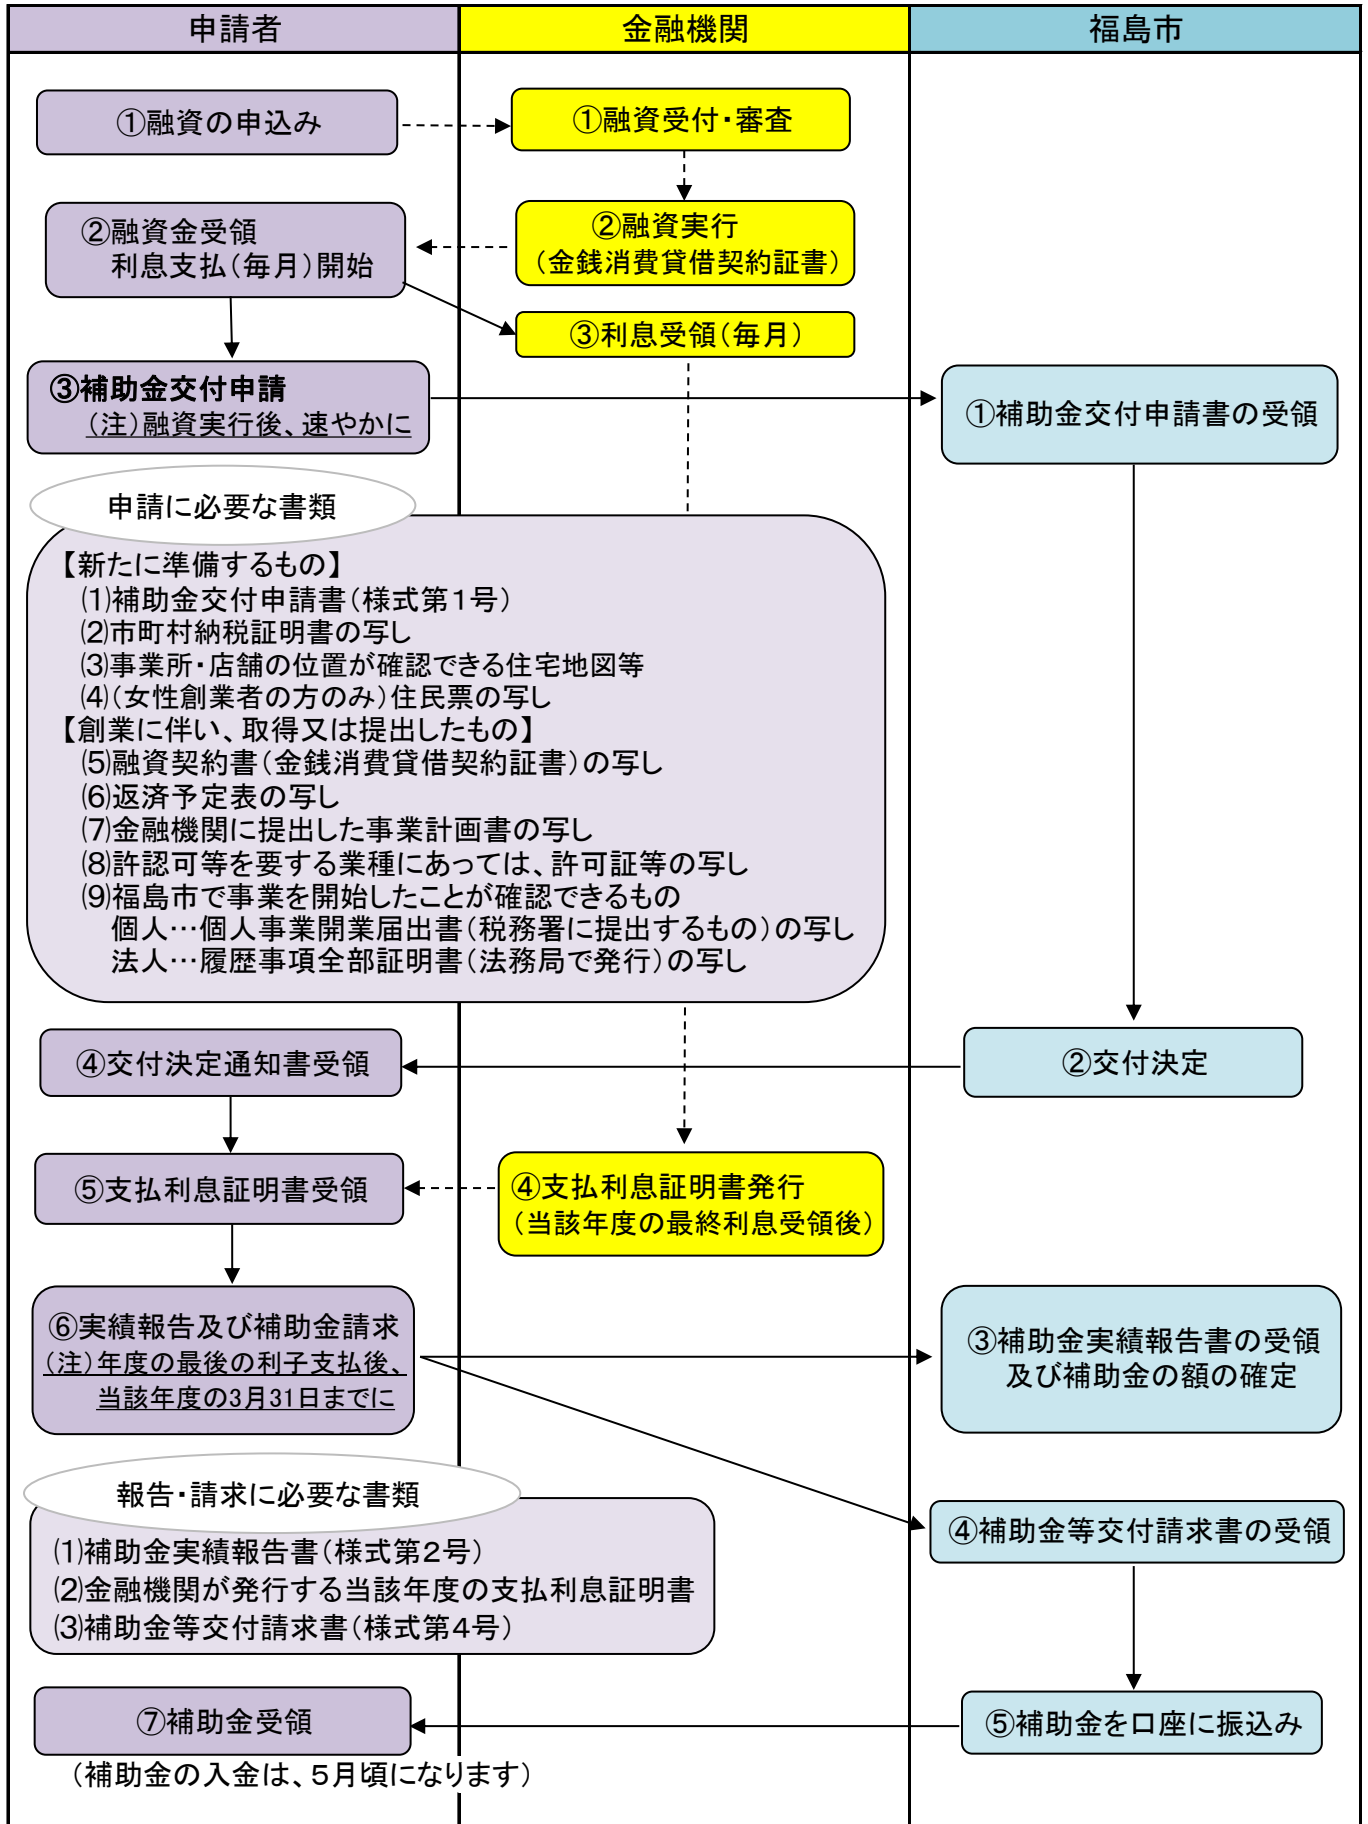 申請者
金融機関
福島市
①融資の申込み
①融資受付・審査
②融資金受領
利息支払(毎月)開始
②融資実行
(金銭消費貸借契約証書)
③利息受領(毎月)
③補助金交付申請
(注)融資実行後、速やかに
①補助金交付申請書の受領
申請に必要な書類
【新たに準備するもの】
⑴補助金交付申請書(様式第1号)
⑵市町村納税証明書の写し
⑶事業所・店舗の位置が確認できる住宅地図等
⑷(女性創業者の方のみ)住民票の写し
【創業に伴い、取得又は提出したもの】
⑸融資契約書(金銭消費貸借契約証書)の写し
⑹返済予定表の写し
⑺金融機関に提出した事業計画書の写し
⑻許認可等を要する業種にあっては、許可証等の写し
⑼福島市で事業を開始したことが確認できるもの
個人…個人事業開業届出書(税務署に提出するもの)の写し
法人…履歴事項全部証明書(法務局で発行)の写し
④交付決定通知書受領
②交付決定
⑤支払利息証明書受領
④支払利息証明書発行
(当該年度の最終利息受領後)
⑥実績報告及び補助金請求
(注)年度の最後の利子支払後、
当該年度の3月31日までに
③補助金実績報告書の受領
及び補助金の額の確定
報告・請求に必要な書類
⑴補助金実績報告書(様式第2号)
⑵金融機関が発行する当該年度の支払利息証明書
⑶補助金等交付請求書(様式第4号)
④補助金等交付請求書の受領
⑦補助金受領
⑤補助金を口座に振込み
(補助金の入金は、5月頃になります)